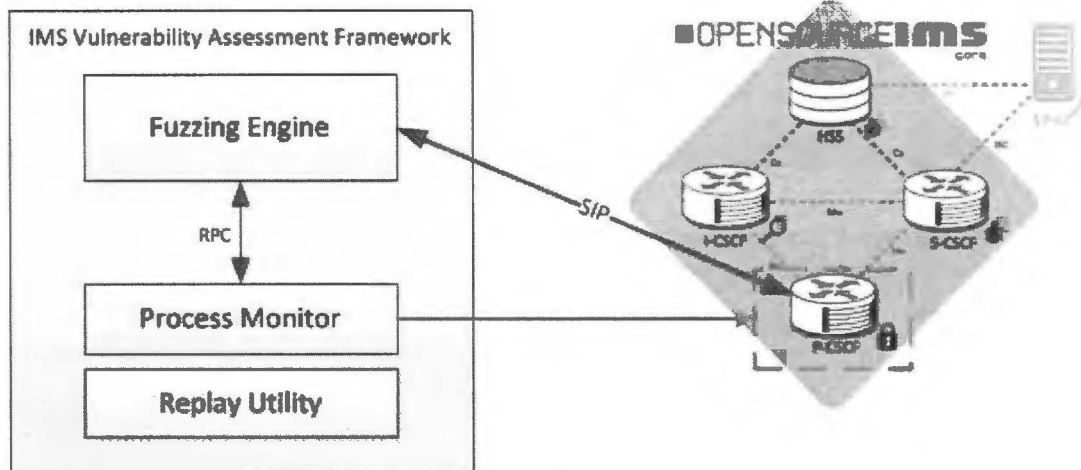 IMS Vulnerability Assessment Framework
Fuzzing Engine
RPC
Process Monitor
Replay Utility
SIP
OPENSOURCEIMS
core
HSS
I-CSCF
S-CSCF
P-CSCF